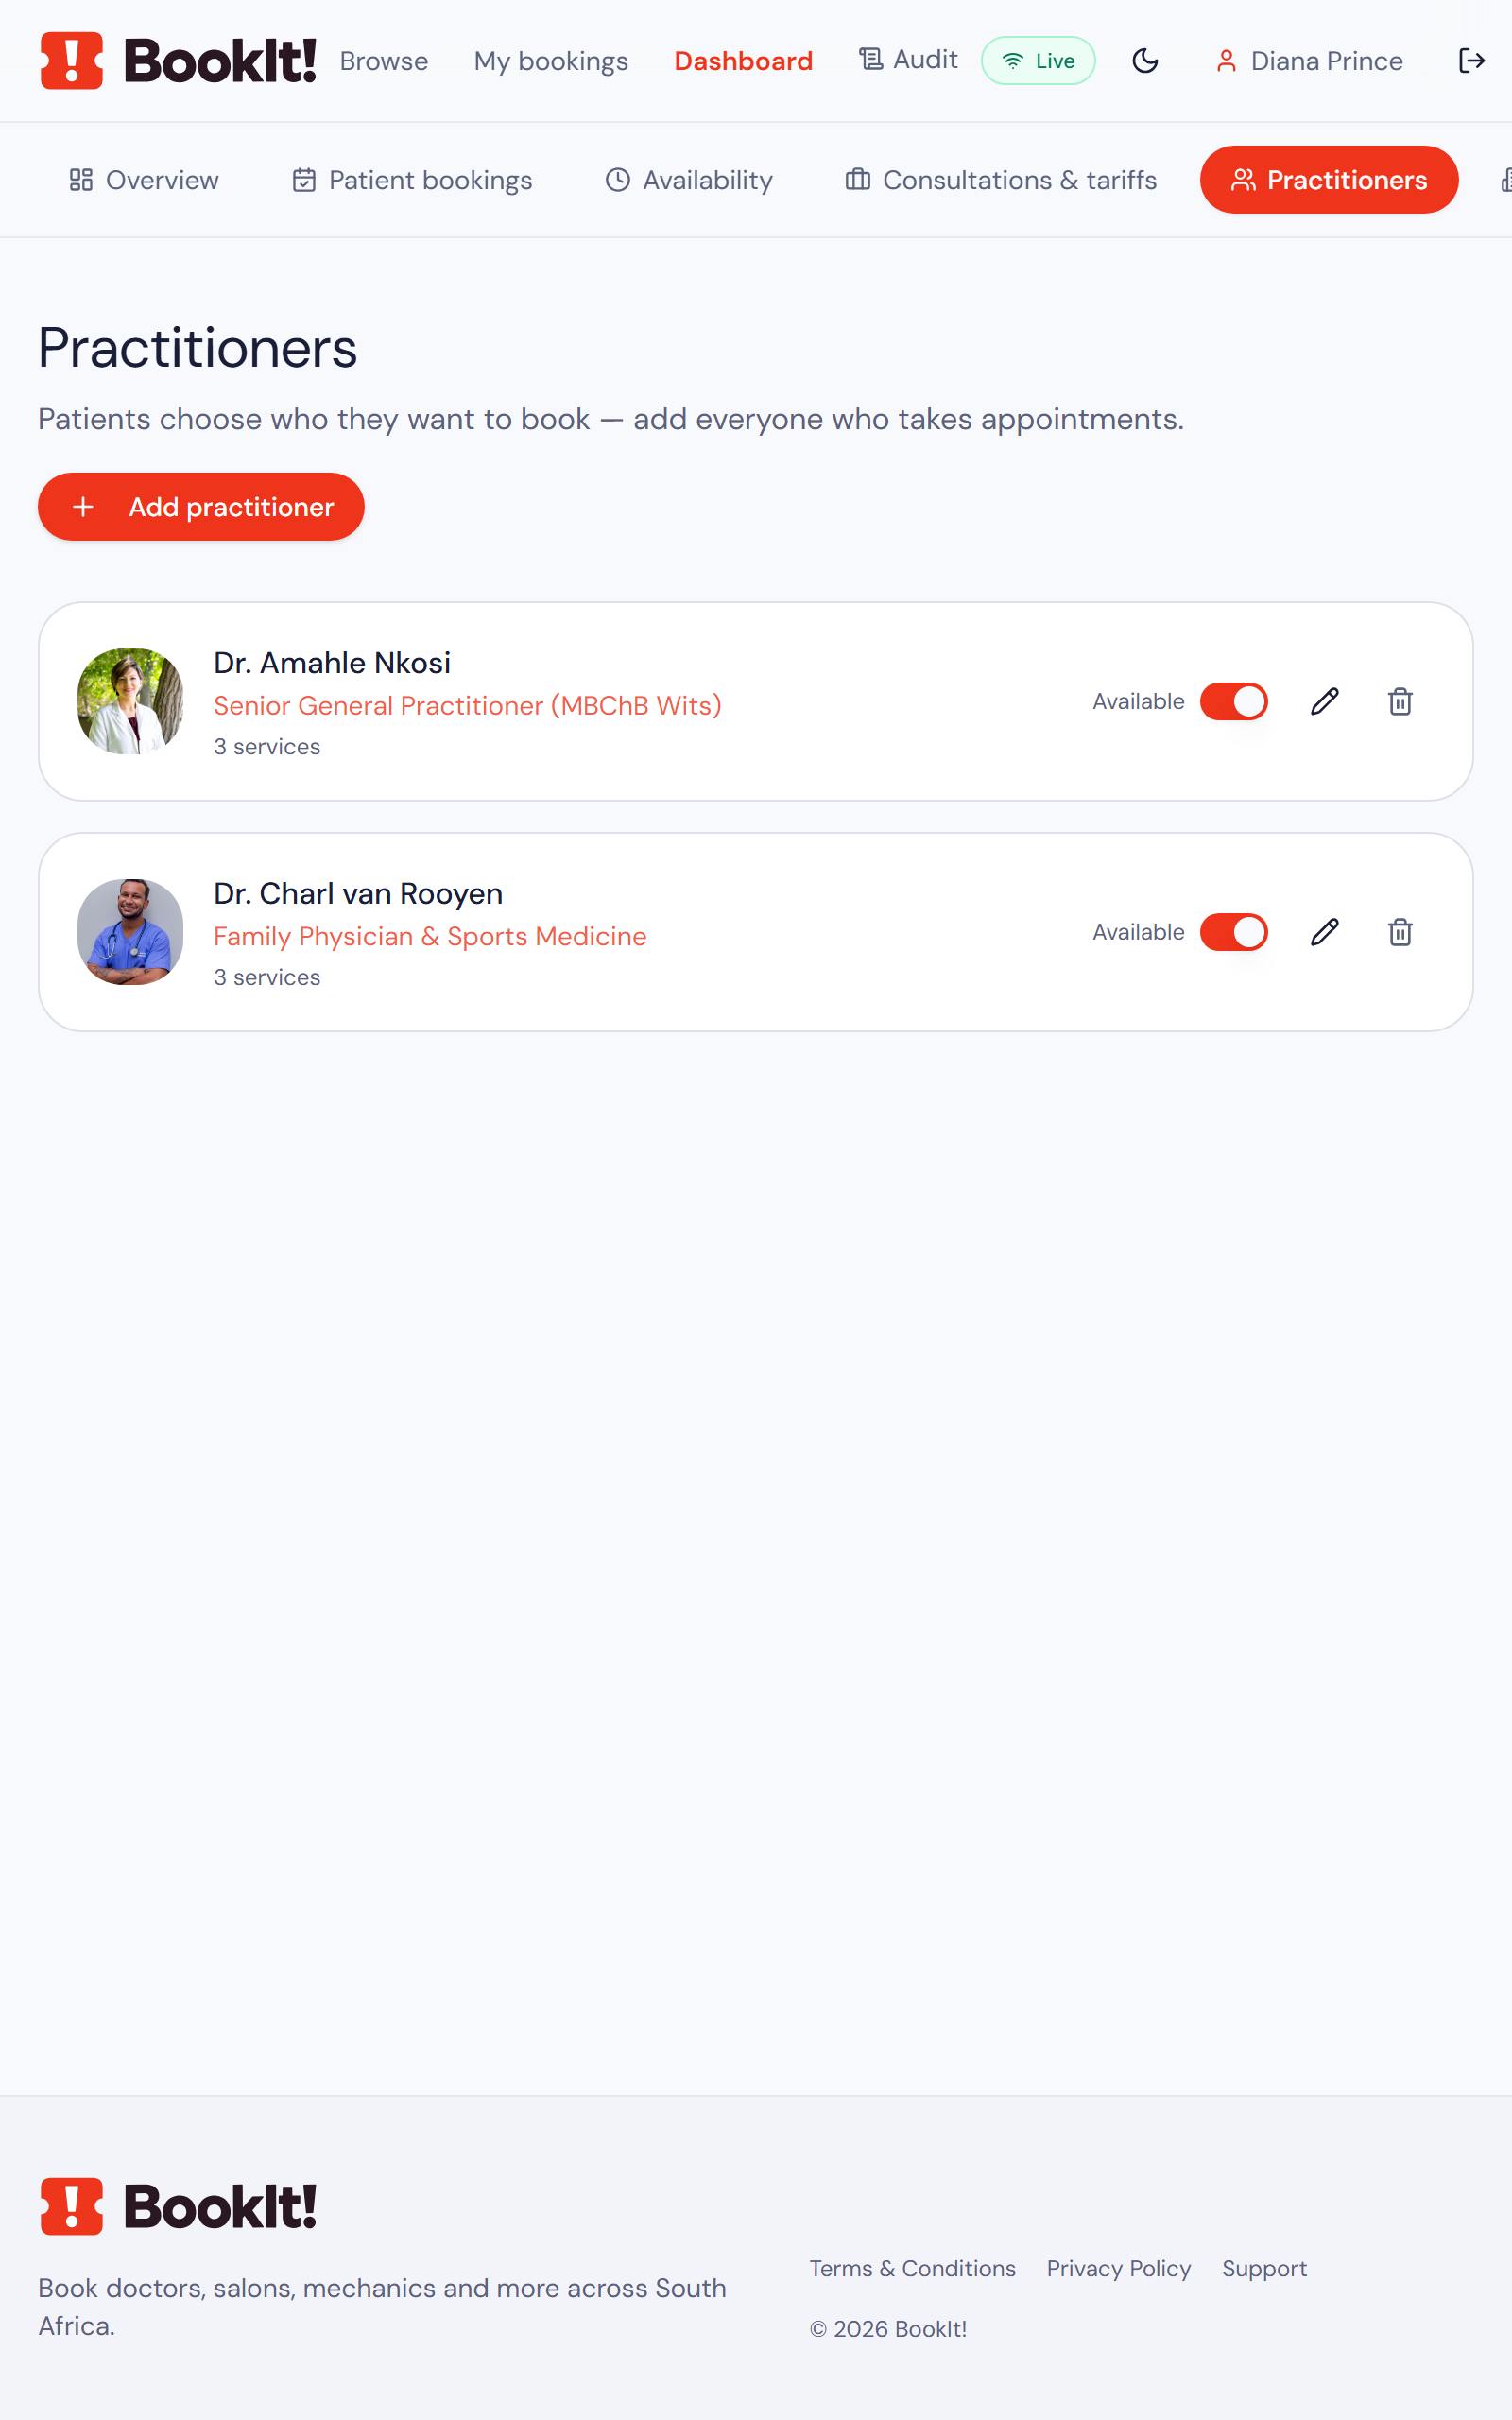 BookIt!
Browse
My bookings
Dashboard
Audit
Live
Diana Prince
Overview
Patient bookings
Availability
Consultations & tariffs
Practitioners
Practitioners
Patients choose who they want to book — add everyone who takes appointments.
Add practitioner
Dr. Amahle Nkosi
Senior General Practitioner (MBChB Wits)
3 services
Available
Dr. Charl van Rooyen
Family Physician & Sports Medicine
3 services
Available
BookIt!
Book doctors, salons, mechanics and more across South
Africa.
Terms & Conditions
Privacy Policy
Support
© 2026 BookIt!